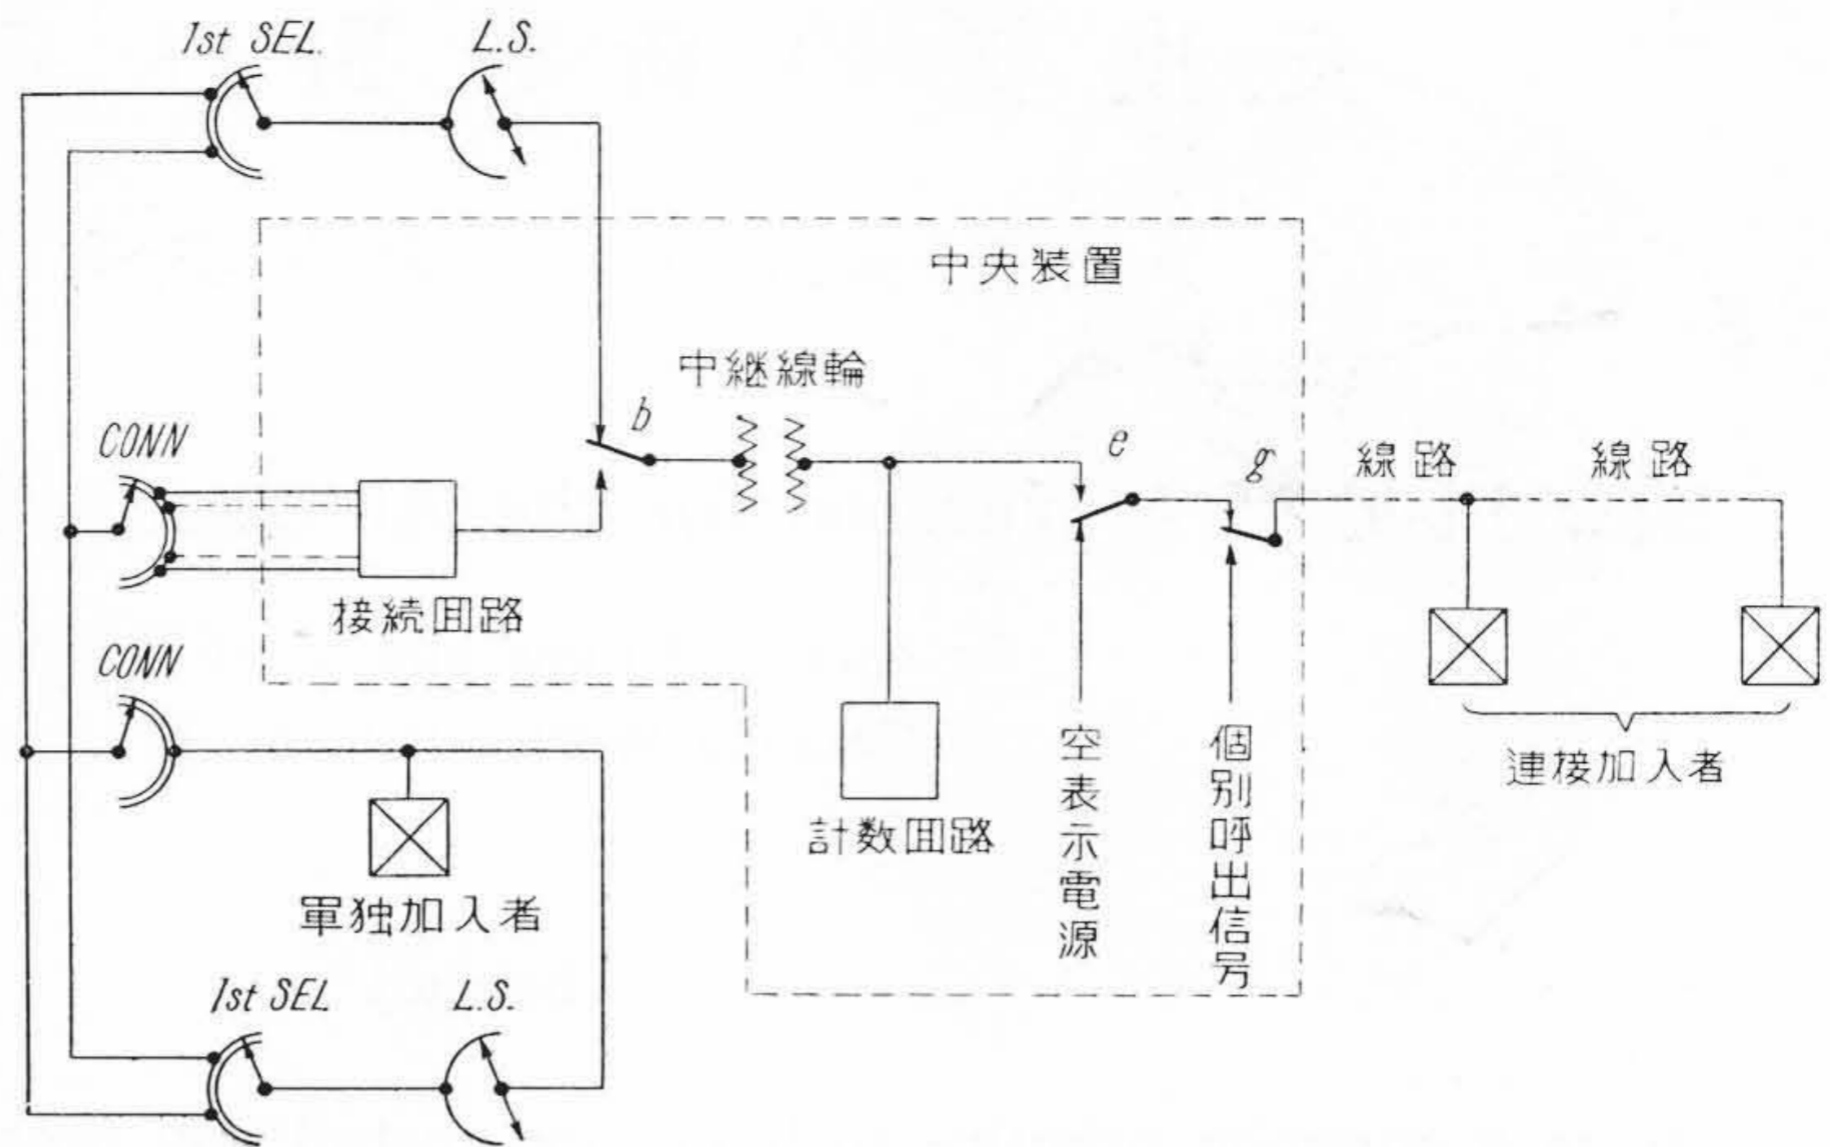 1st SEL.
L.S.
中央装置
中継線輪
b
e
g
線路
線路
CONN
接続回路
CONN
空表示電源
個別呼出信号
連接加入者
計数回路
單独加入者
1st SEL
L.S.